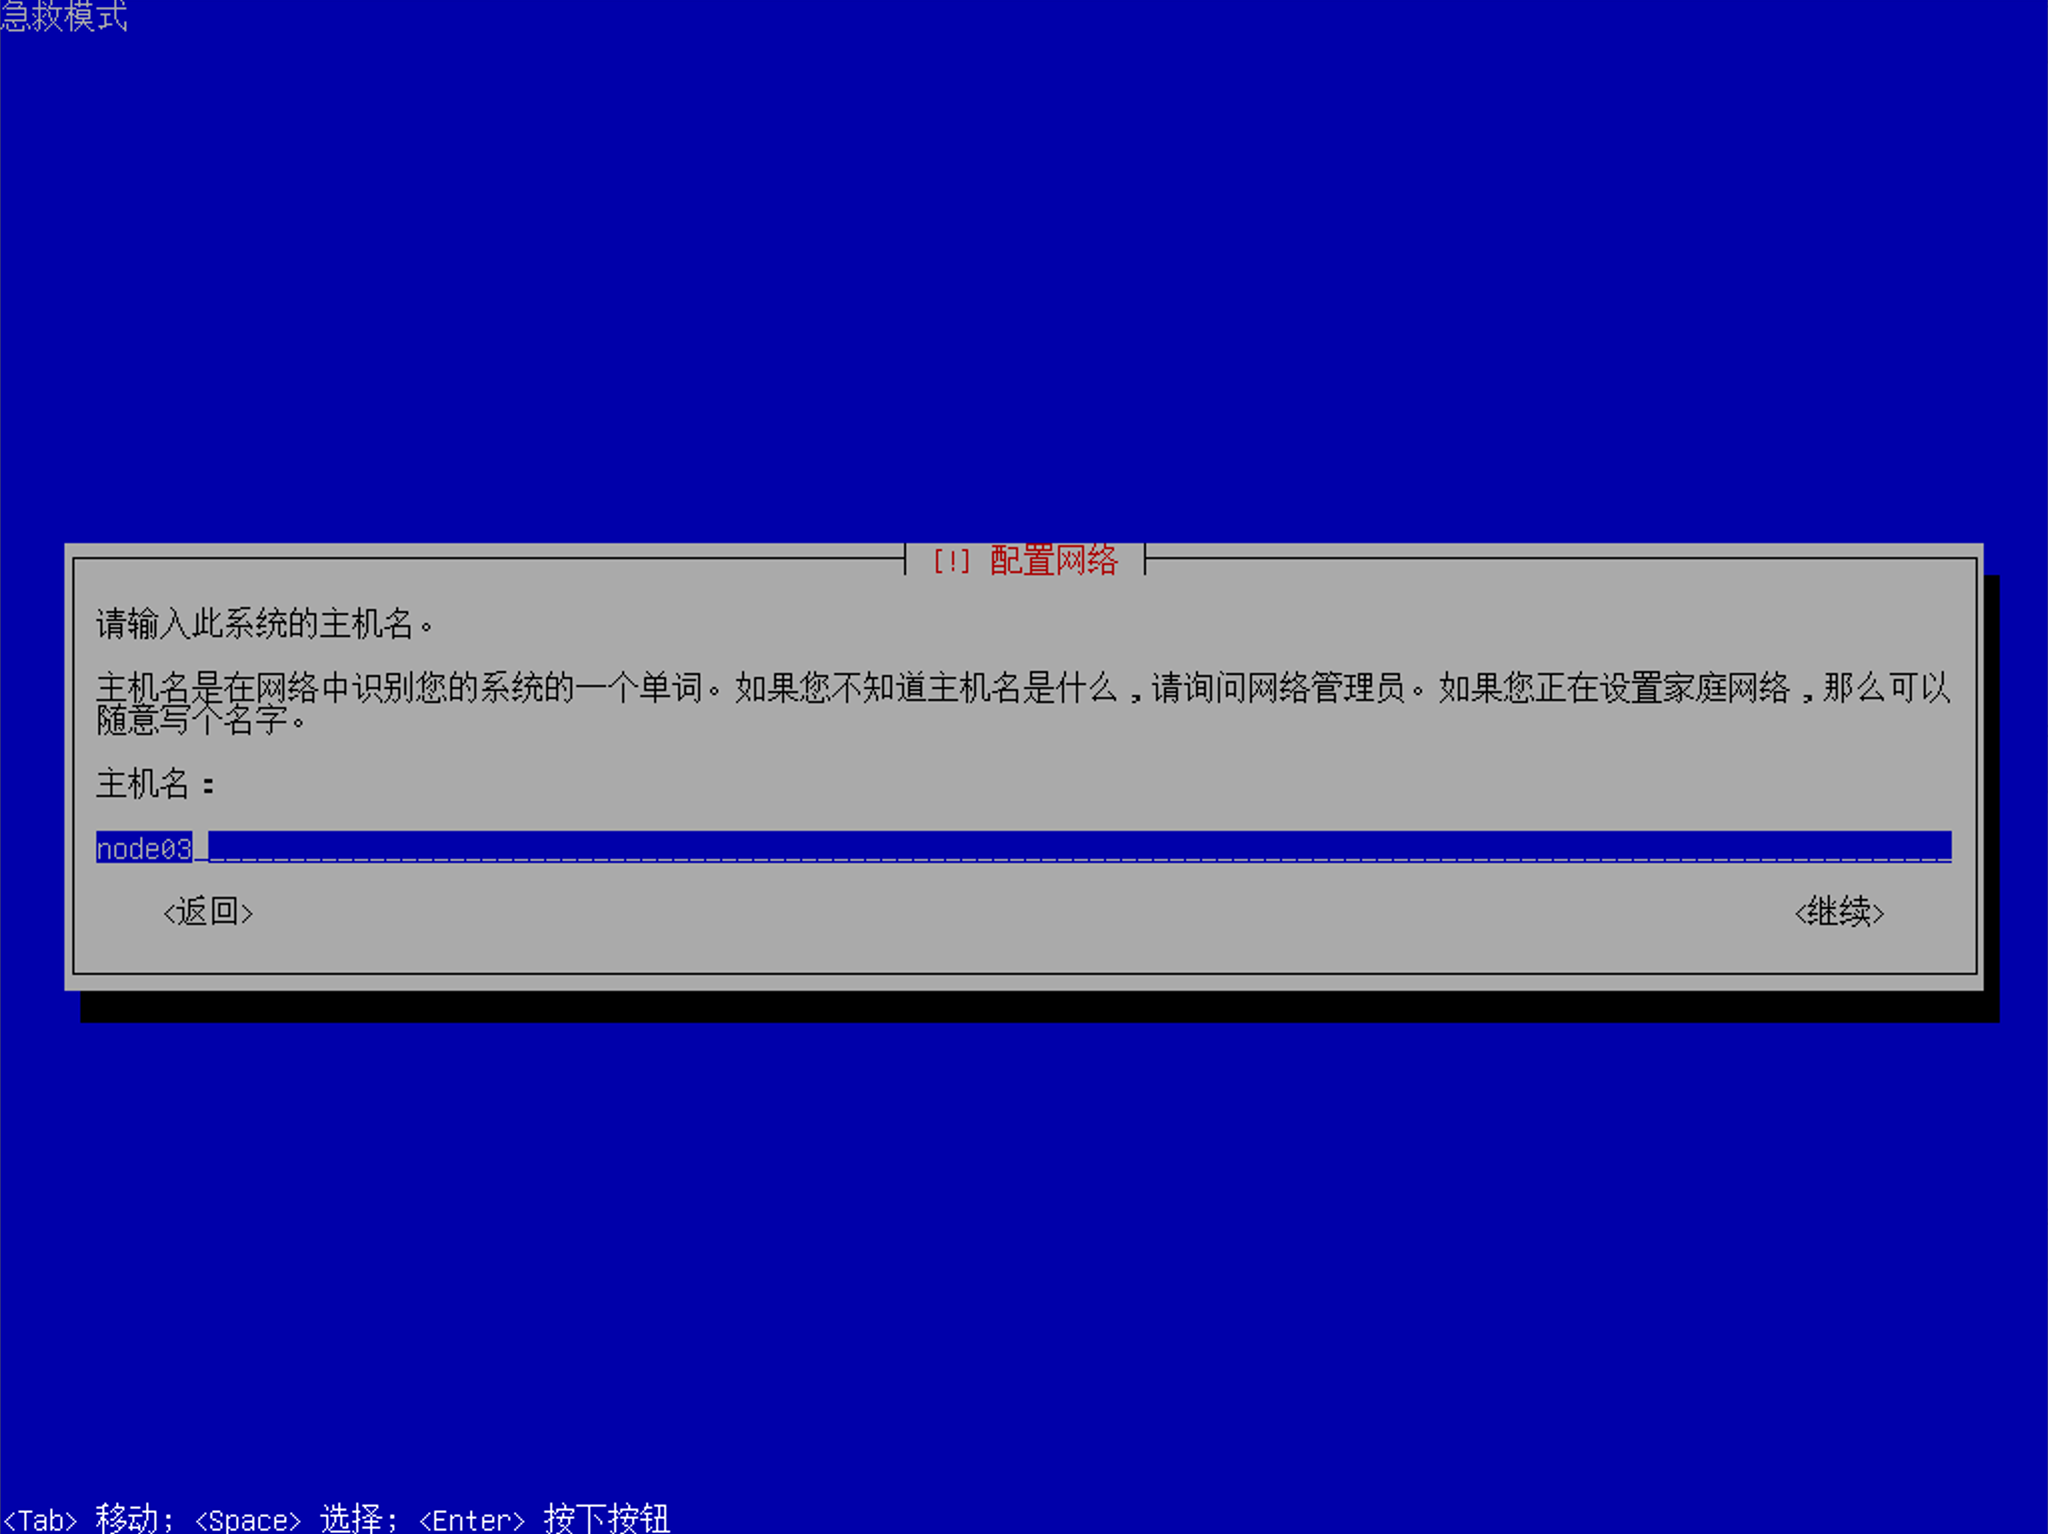 急救模式
[!] 配置网络
请输入此系统的主机名。
主机名是在网络中识别您的系统的一个单词。如果您不知道主机名是什么，请询问网络管理员。如果您正在设置家庭网络，那么可以
随意写个名字。
主机名：
node03
<返回> <继续>
<Tab> 移动; <Space> 选择; <Enter> 按下按钮